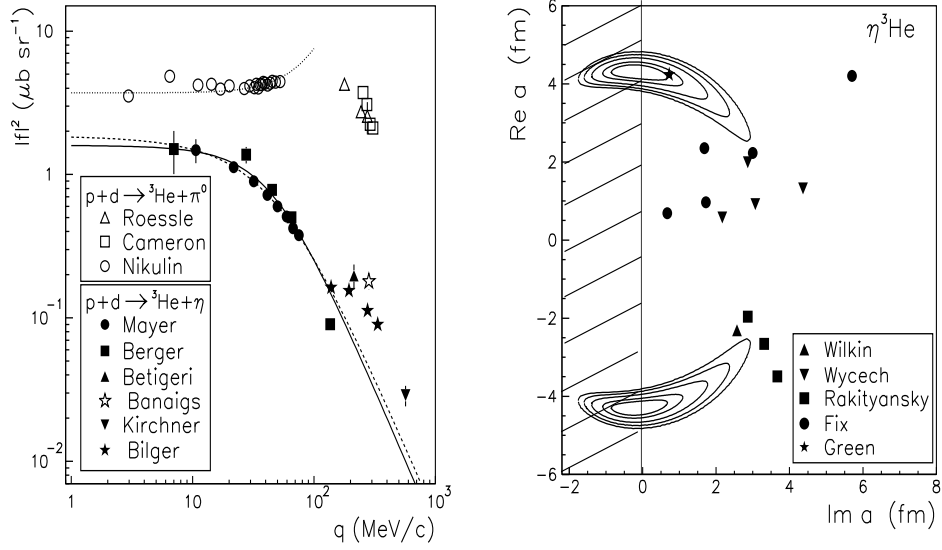 |f|² (μb sr⁻¹)
10
1
10⁻¹
10⁻²
1
10
10²
10³
q (MeV/c)
p+d→³He+π⁰
Roessle
Cameron
Nikulin
p+d→³He+η
Mayer
Berger
Betigeri
Banaigs
Kirchner
Bilger
Re a (fm)
6
4
2
0
−2
−4
−6
η³He
Wilkin
Wycech
Rakityansky
Fix
Green
−2
0
2
4
6
8
Im a (fm)